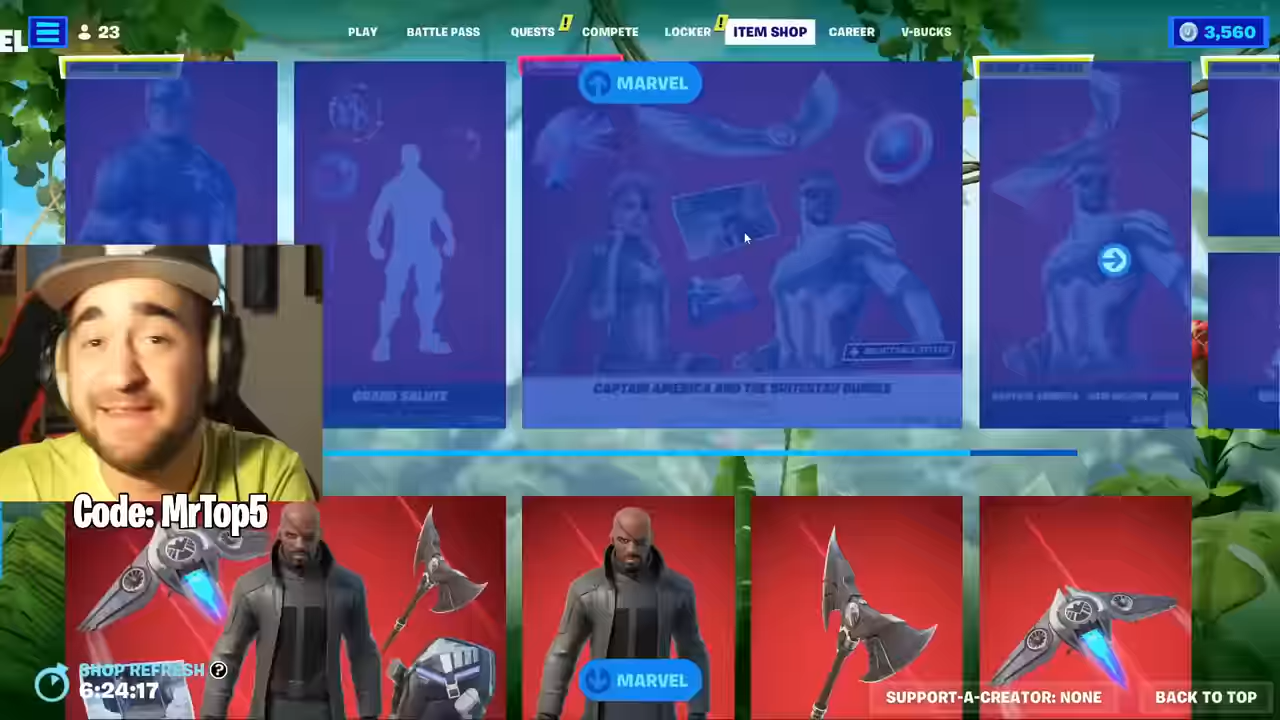 EL
23
PLAY
BATTLE PASS
QUESTS
COMPETE
LOCKER
ITEM SHOP
CAREER
V-BUCKS
3,560
MARVEL
GRAND SALUTE
CAPTAIN AMERICA AND THE
BUNDLE
Code: MrTop5
SHOP REFRESH ?
6:24:17
MARVEL
SUPPORT-A-CREATOR: NONE
BACK TO TOP